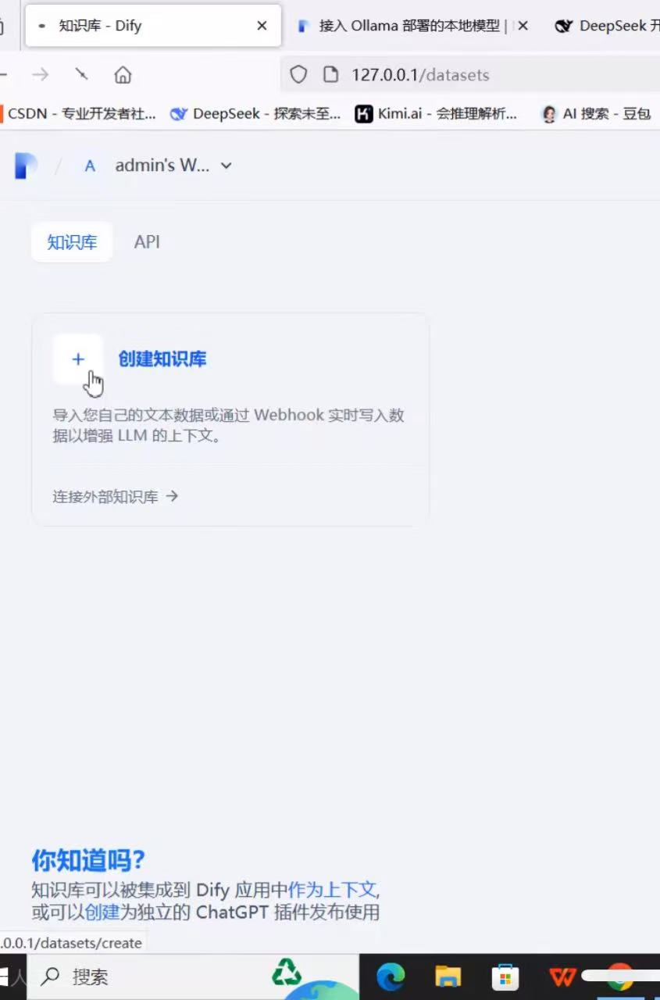 知识库 - Dify
接入 Ollama 部署的本地模型 |
DeepSeek 开
127.0.0.1/datasets
CSDN - 专业开发者社...
DeepSeek - 探索未至...
Kimi.ai - 会推理解析...
AI 搜索 - 豆包
A admin's W...
知识库 API
创建知识库
导入您自己的文本数据或通过 Webhook 实时写入数
据以增强 LLM 的上下文。
连接外部知识库
你知道吗?
知识库可以被集成到 Dify 应用中作为上下文,
或可以创建为独立的 ChatGPT 插件发布使用
.0.0.1/datasets/create
人
搜索